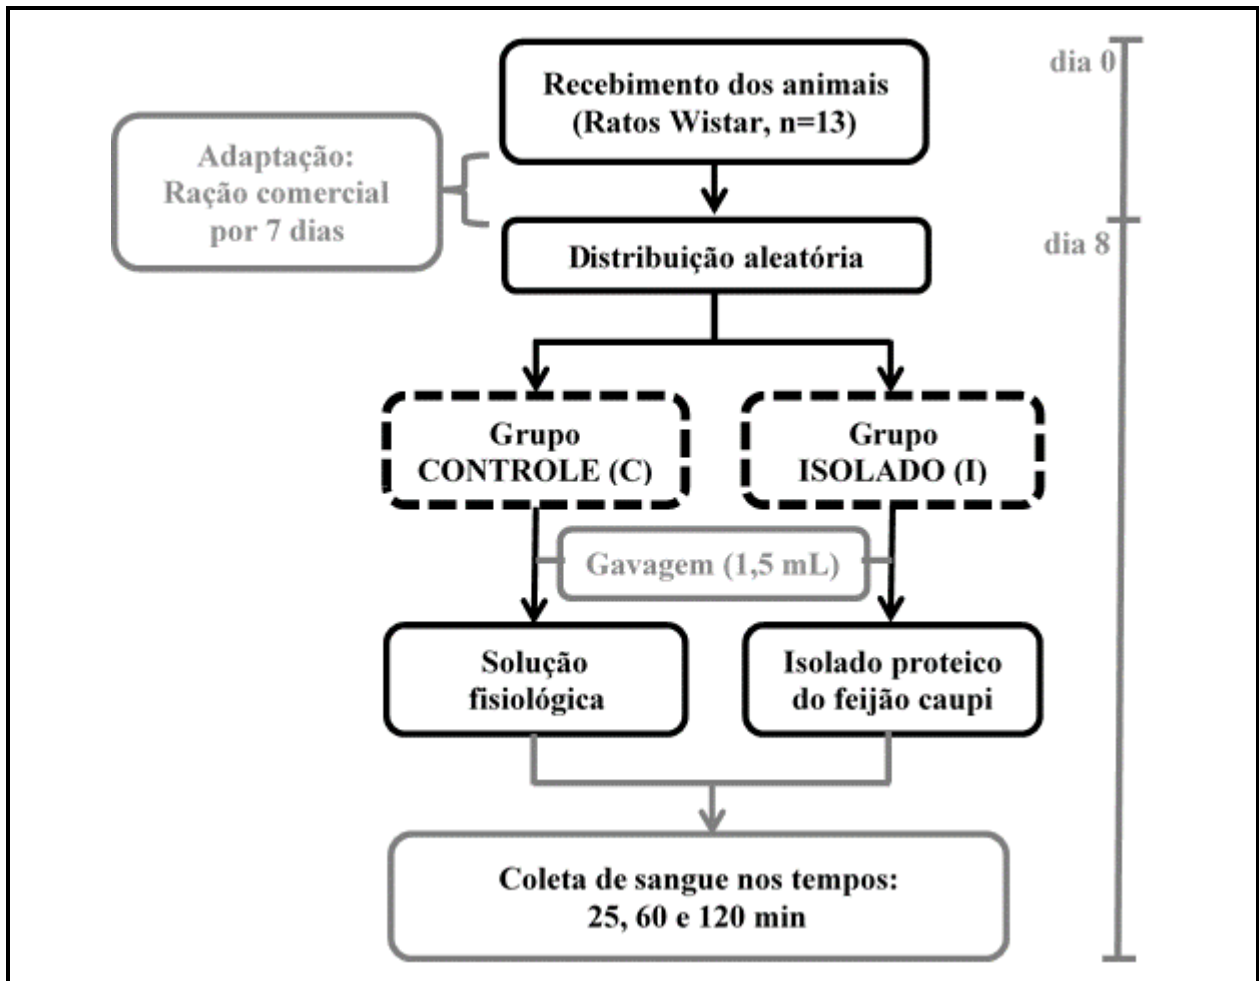 Recebimento dos animais
(Ratos Wistar, n=13)
dia 0
Adaptação:
Ração comercial
por 7 dias
Distribuição aleatória
dia 8
Grupo
CONTROLE (C)
Grupo
ISOLADO (I)
Gavagem (1,5 mL)
Solução
fisiológica
Isolado proteico
do feijão caupi
Coleta de sangue nos tempos:
25, 60 e 120 min